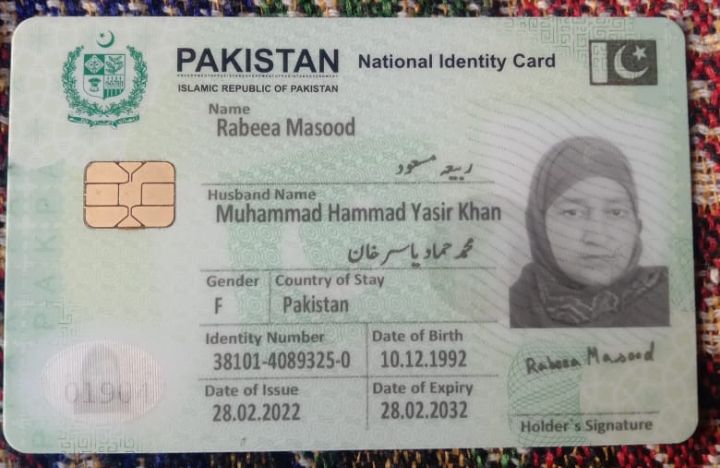 PAKISTAN National Identity Card
ISLAMIC REPUBLIC OF PAKISTAN
Name
Rabeea Masood
ربیعہ مسعود
Husband Name
Muhammad Hammad Yasir Khan
محمد حماد یاسر خان
Gender Country of Stay
F Pakistan
Identity Number Date of Birth
38101-4089325-0 10.12.1992
Date of Issue Date of Expiry
28.02.2022 28.02.2032
Rabeea Masood
Holder's Signature